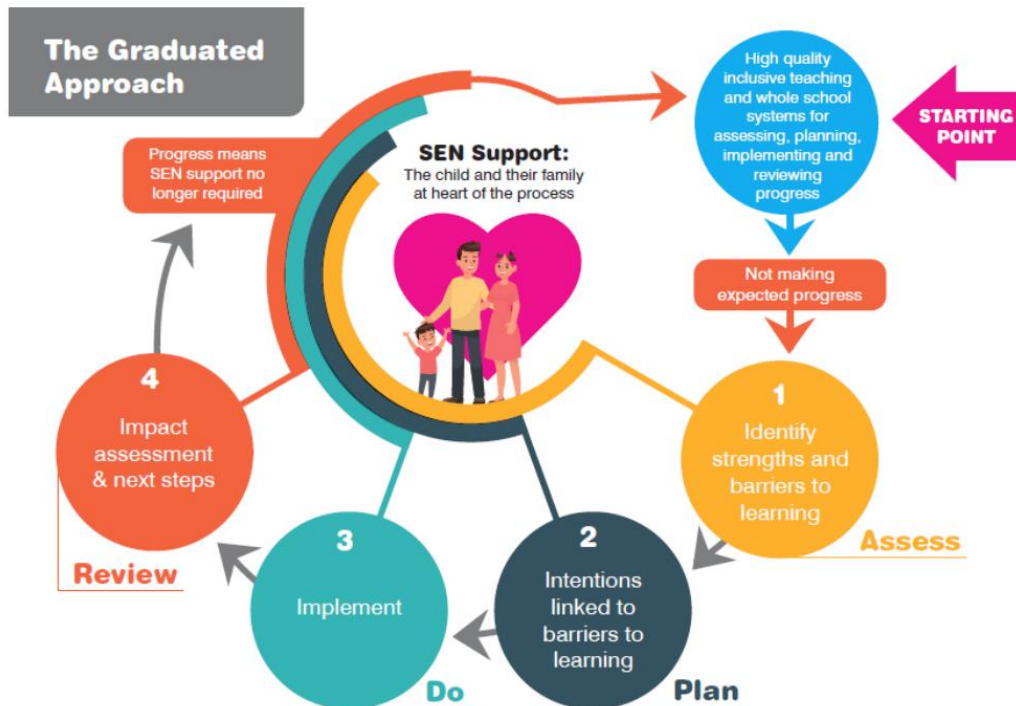 The Graduated
Approach
High quality
inclusive teaching
and whole school
systems for
assessing, planning,
implementing and
reviewing
progress
STARTING
POINT
Progress means
SEN support no
longer required
SEN Support:
The child and their family
at heart of the process
Not making
expected progress
1
Identify
strengths and
barriers to
learning
Assess
2
Intentions
linked to
barriers to
learning
Plan
3
Implement
Do
4
Impact
assessment
& next steps
Review